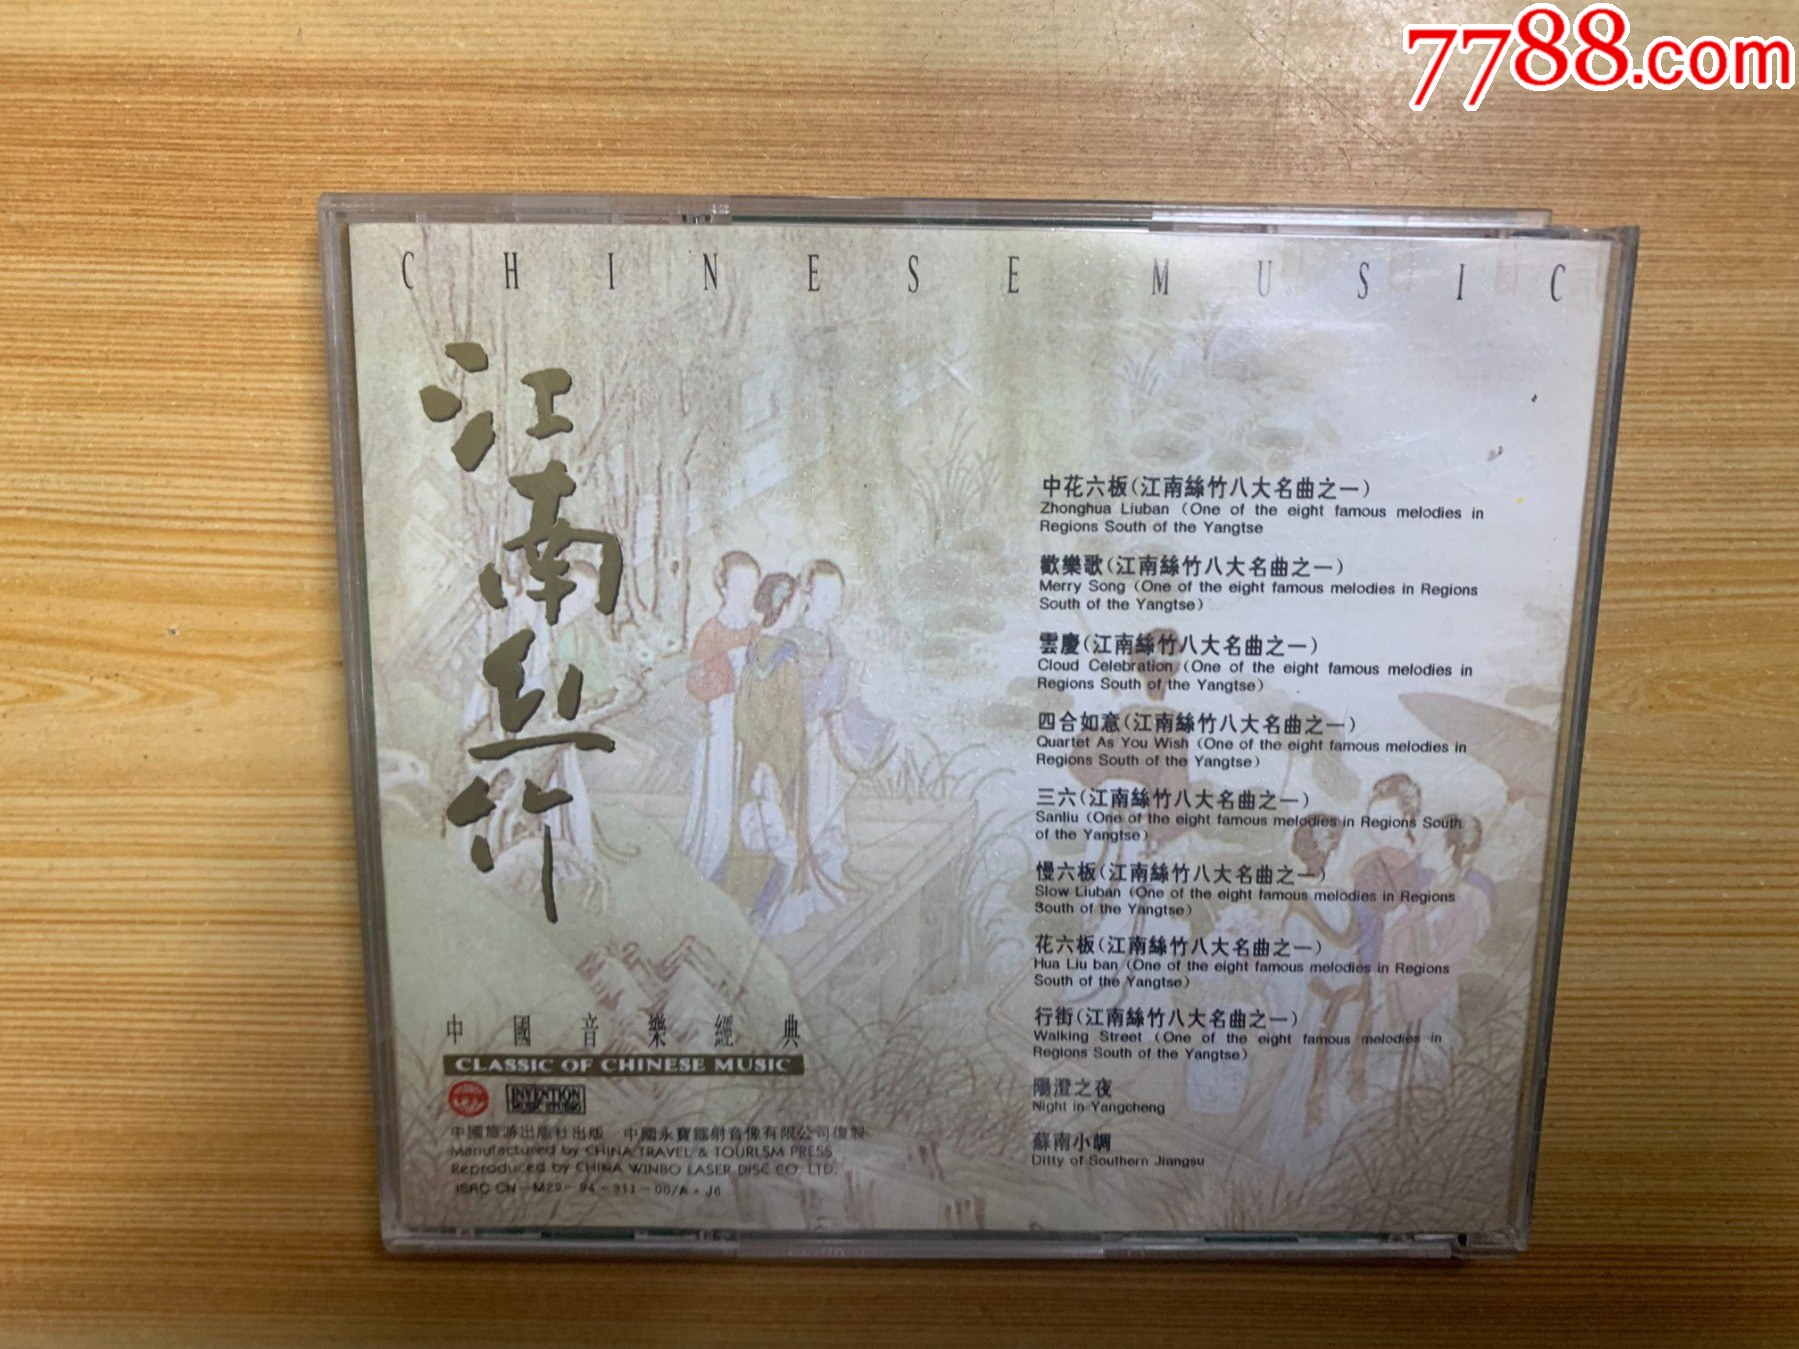 7788.com
CHINESE MUSIC
江南丝竹
中花六板(江南絲竹八大名曲之一)
Zhonghua Liuban (One of the eight famous melodies in
Regions South of the Yangtse
歡樂歌(江南絲竹八大名曲之一)
Merry Song (One of the eight famous melodies in Regions
South of the Yangtse)
雲慶(江南絲竹八大名曲之一)
Cloud Celebration (One of the eight famous melodies in
Regions South of the Yangtse)
四合如意(江南絲竹八大名曲之一)
Quartet As You Wish (One of the eight famous melodies in
Regions South of the Yangtse)
三六(江南絲竹八大名曲之一)
Sanliu (One of the eight famous melodies in Regions South
of the Yangtse)
慢六板(江南絲竹八大名曲之一)
Slow Liuban (One of the eight famous melodies in Regions
South of the Yangtse)
花六板(江南絲竹八大名曲之一)
Hua Liu ban (One of the eight famous melodies in Regions
South of the Yangtse)
行街(江南絲竹八大名曲之一)
Walking Street (One of the eight famous melodies in
Regions South of the Yangtse)
陽澄之夜
Night in Yangcheng
蘇南小調
Ditty of Southern Jiangsu
中國音樂經典
CLASSIC OF CHINESE MUSIC
INVENTION
MUSIC STUDIO
中國旅游出版社出版 中國永寶鐳射音像有限公司復製
Manufactured by CHINA TRAVEL & TOURISM PRESS
Reproduced by CHINA WINBO LASER DISC CO, LTD.
ISRC CN-M29-94-311-00/A·J6